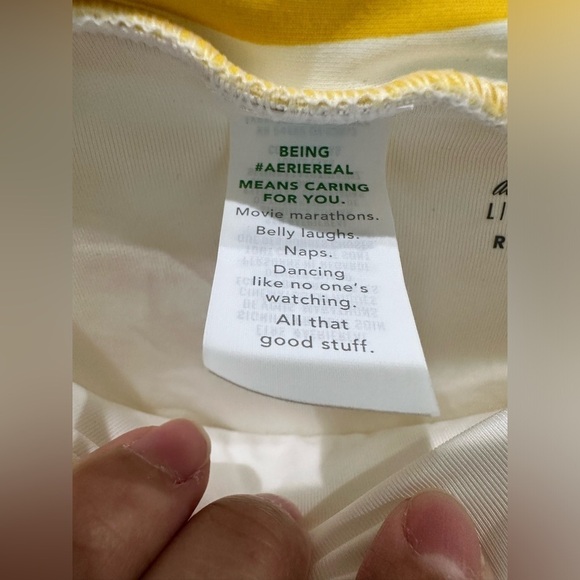 BEING
#AERIEREAL
MEANS CARING
FOR YOU.
Movie marathons.
Belly laughs.
Naps.
Dancing
like no one's
watching.
All that
good stuff.